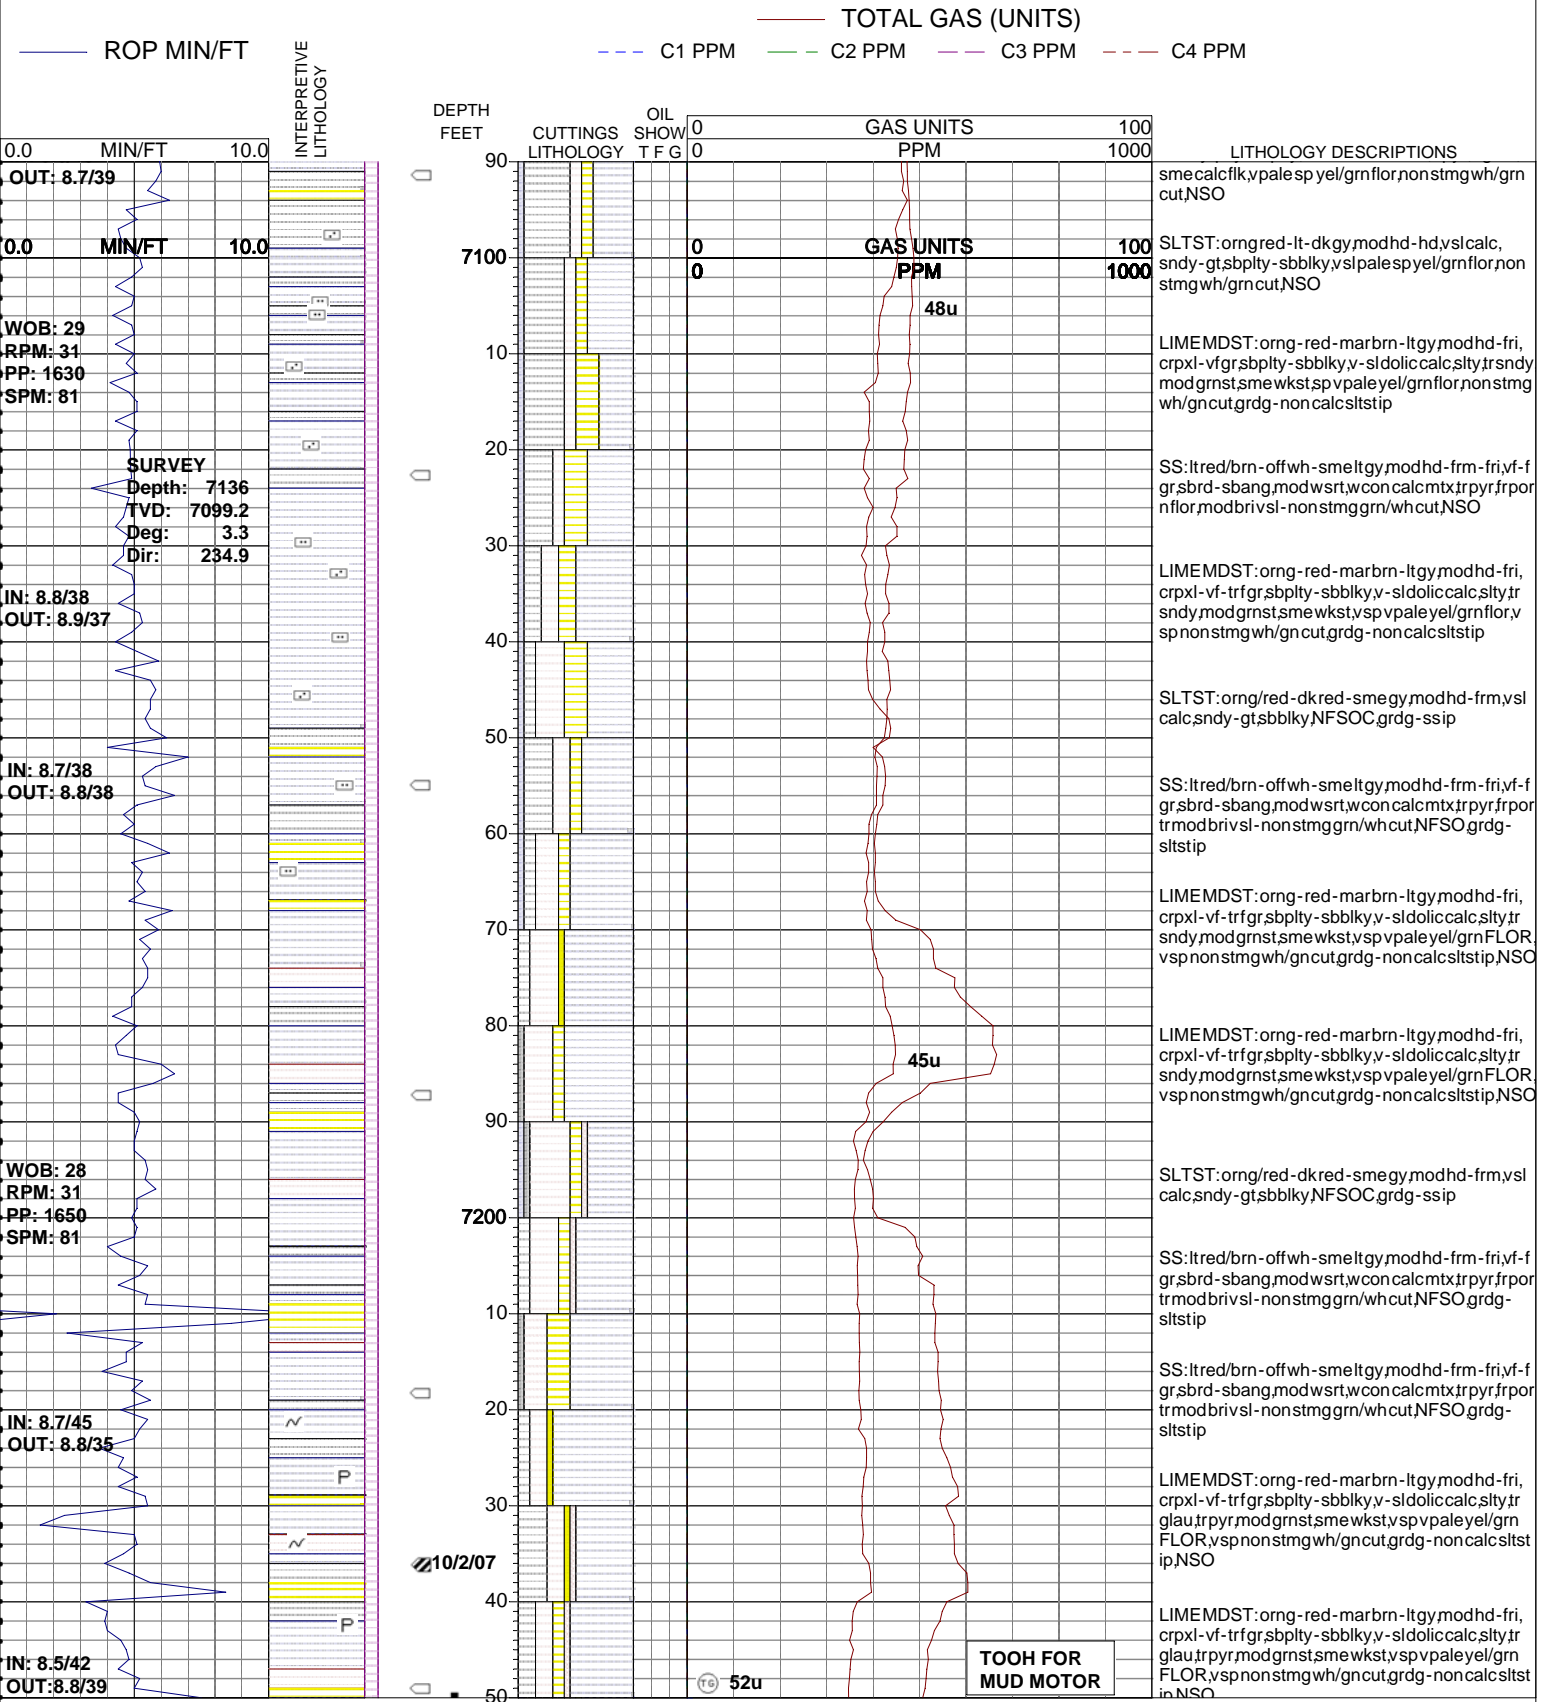 TOTAL GAS (UNITS)
ROP MIN/FT
C1 PPM
C2 PPM
C3 PPM
C4 PPM
INTERPRETIVE
LITHOLOGY
DEPTH
FEET
CUTTINGS
LITHOLOGY
OIL
SHOW
T F G
0 GAS UNITS 100
0 PPM 1000
0.0 MIN/FT 10.0
LITHOLOGY DESCRIPTIONS
90
OUT: 8.7/39
smecalcflk,vpalespyel/grnflor,nonstmgwh/grn
cut,NSO
0.0 MIN/FT 10.0
7100
0 GAS UNITS 100
0 PPM 1000
SLTST:orngred-lt-dkgy,modhd-hd,vslcalc,
sndy-gt,sbplty-sbblky,vslpalespyel/grnflor,non
stmgwh/grncut,NSO
48u
WOB: 29
RPM: 31
PP: 1630
SPM: 81
10
LIMEMDST:orng-red-marbrn-ltgy,modhd-fri,
crpxl-vfgr,sbplty-sbblky,v-sldoliccalc,slty,trsndy
modgrnst,smewkst,spvpaleyel/grnflor,nonstmg
wh/gncut,grdg-noncalcsltstip
20
SURVEY
Depth: 7136
TVD: 7099.2
Deg: 3.3
Dir: 234.9
SS:ltred/brn-offwh-smeltgy,modhd-frm-fri,vf-f
gr,sbrd-sbang,modwsrt,wconcalcmtx,trpyr,frpor
nflor,modbrivsl-nonstmggrn/whcut,NSO
30
IN: 8.8/38
OUT: 8.9/37
LIMEMDST:orng-red-marbrn-ltgy,modhd-fri,
crpxl-vf-trfgr,sbplty-sbblky,v-sldoliccalc,slty,tr
sndy,modgrnst,smewkst,vspvpaleyel/grnflor,v
spnonstmgwh/gncut,grdg-noncalcsltstip
40
SLTST:orng/red-dkred-smegy,modhd-frm,vsl
calc,sndy-gt,sbblky,NFSOC,grdg-ssip
50
IN: 8.7/38
OUT: 8.8/38
SS:ltred/brn-offwh-smeltgy,modhd-frm-fri,vf-f
gr,sbrd-sbang,modwsrt,wconcalcmtx,trpyr,frpor
trmodbrivsl-nonstmggrn/whcut,NFSO,grdg-
sltstip
60
LIMEMDST:orng-red-marbrn-ltgy,modhd-fri,
crpxl-vf-trfgr,sbplty-sbblky,v-sldoliccalc,slty,tr
sndy,modgrnst,smewkst,vspvpaleyel/grnFLOR,
vspnonstmgwh/gncut,grdg-noncalcsltstip,NSO
70
80
45u
LIMEMDST:orng-red-marbrn-ltgy,modhd-fri,
crpxl-vf-trfgr,sbplty-sbblky,v-sldoliccalc,slty,tr
sndy,modgrnst,smewkst,vspvpaleyel/grnFLOR,
vspnonstmgwh/gncut,grdg-noncalcsltstip,NSO
90
WOB: 28
RPM: 31
PP: 1650
SPM: 81
SLTST:orng/red-dkred-smegy,modhd-frm,vsl
calc,sndy-gt,sbblky,NFSOC,grdg-ssip
7200
SS:ltred/brn-offwh-smeltgy,modhd-frm-fri,vf-f
gr,sbrd-sbang,modwsrt,wconcalcmtx,trpyr,frpor
trmodbrivsl-nonstmggrn/whcut,NFSO,grdg-
sltstip
10
SS:ltred/brn-offwh-smeltgy,modhd-frm-fri,vf-f
gr,sbrd-sbang,modwsrt,wconcalcmtx,trpyr,frpor
trmodbrivsl-nonstmggrn/whcut,NFSO,grdg-
sltstip
20
IN: 8.7/45
OUT: 8.8/35
P
LIMEMDST:orng-red-marbrn-ltgy,modhd-fri,
crpxl-vf-trfgr,sbplty-sbblky,v-sldoliccalc,slty,tr
glau,trpyr,modgrnst,smewkst,vspvpaleyel/grn
FLOR,vspnonstmgwh/gncut,grdg-noncalcsltst
ip,NSO
30
10/2/07
40
P
LIMEMDST:orng-red-marbrn-ltgy,modhd-fri,
crpxl-vf-trfgr,sbplty-sbblky,v-sldoliccalc,slty,tr
glau,trpyr,modgrnst,smewkst,vspvpaleyel/grn
FLOR,vspnonstmgwh/gncut,grdg-noncalcsltst
ip,NSO
IN: 8.5/42
OUT:8.8/39
TG 52u
TOOH FOR
MUD MOTOR
50